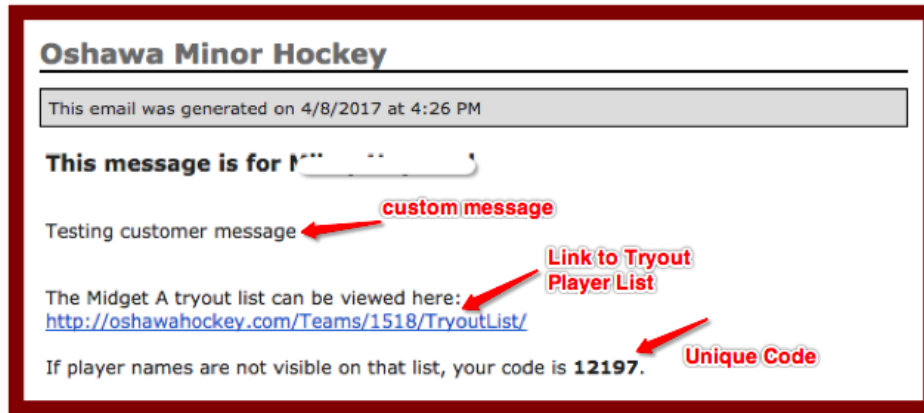 Oshawa Minor Hockey
This email was generated on 4/8/2017 at 4:26 PM
This message is for
custom message
Testing customer message
Link to Tryout
Player List
The Midget A tryout list can be viewed here:
http://oshawahockey.com/Teams/1518/TryoutList/
Unique Code
If player names are not visible on that list, your code is 12197.